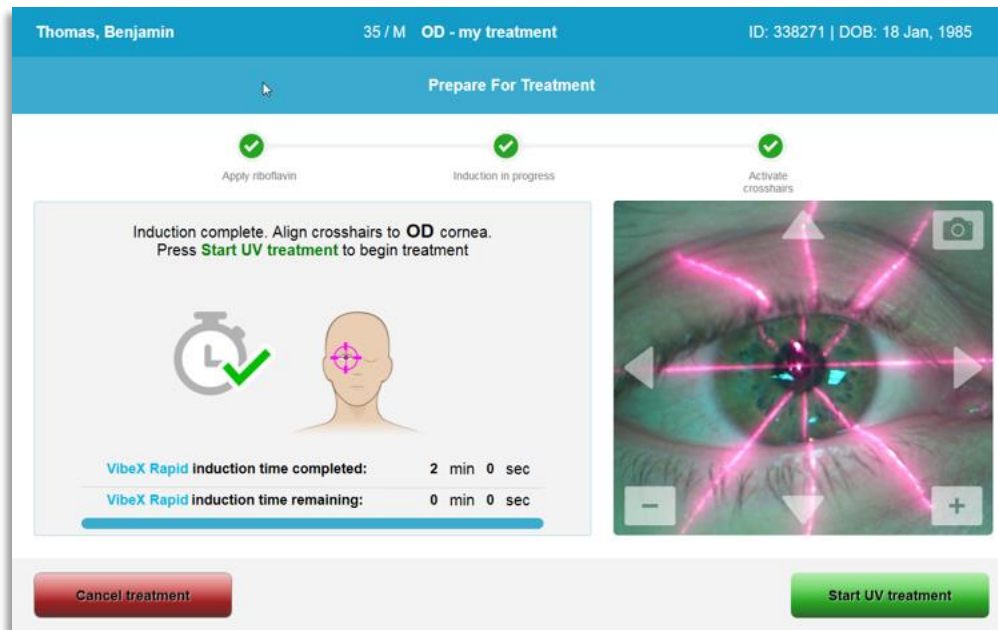 Thomas, Benjamin 35 / M OD - my treatment ID: 338271 | DOB: 18 Jan, 1985
Prepare For Treatment
Apply riboflavin Induction in progress Activate
crosshairs
Induction complete. Align crosshairs to OD cornea.
Press Start UV treatment to begin treatment
VibeX Rapid induction time completed: 2 min 0 sec
VibeX Rapid induction time remaining: 0 min 0 sec
Cancel treatment Start UV treatment